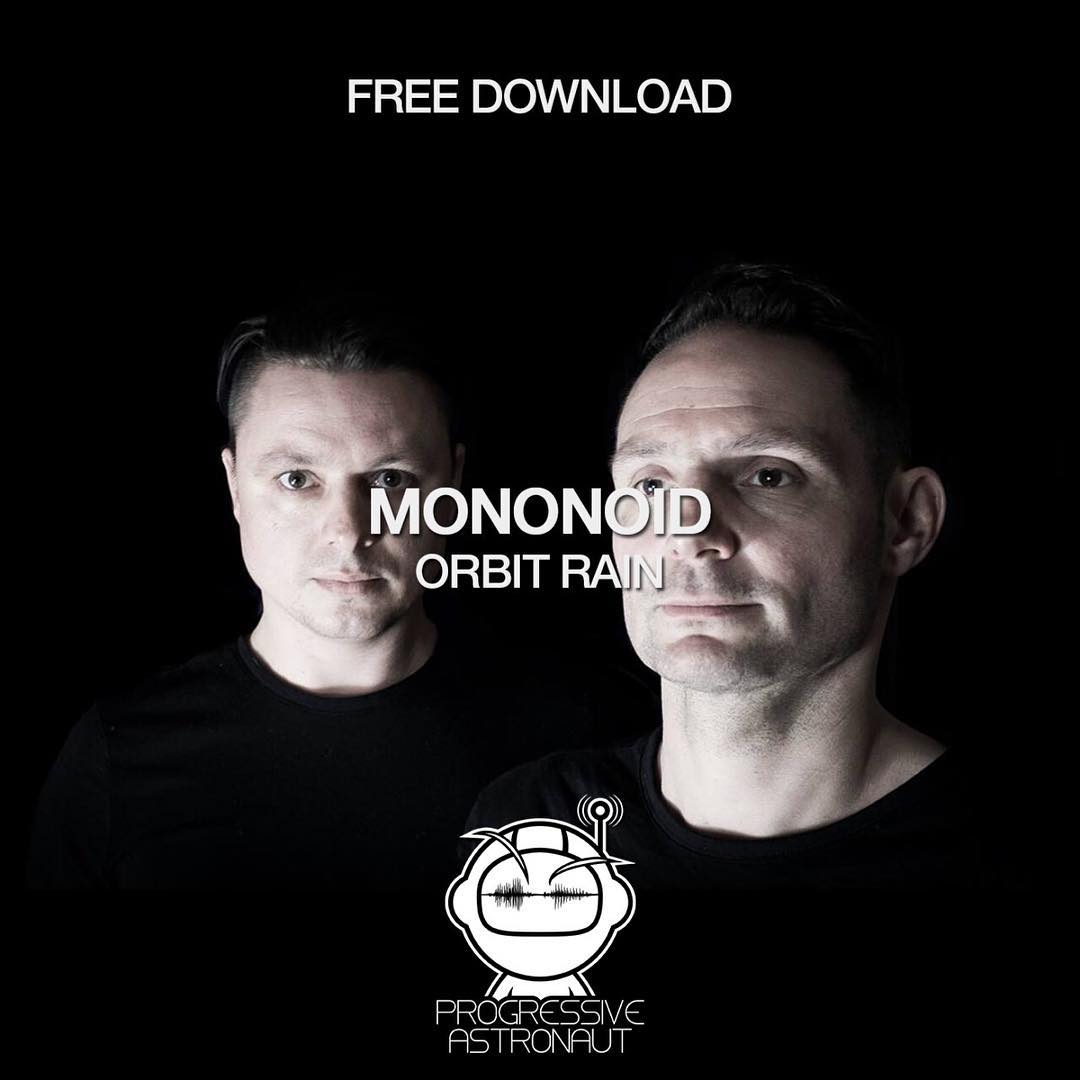 FREE DOWNLOAD
MONONOID
ORBIT RAIN
PROGRESSIVE
ASTRONAUT